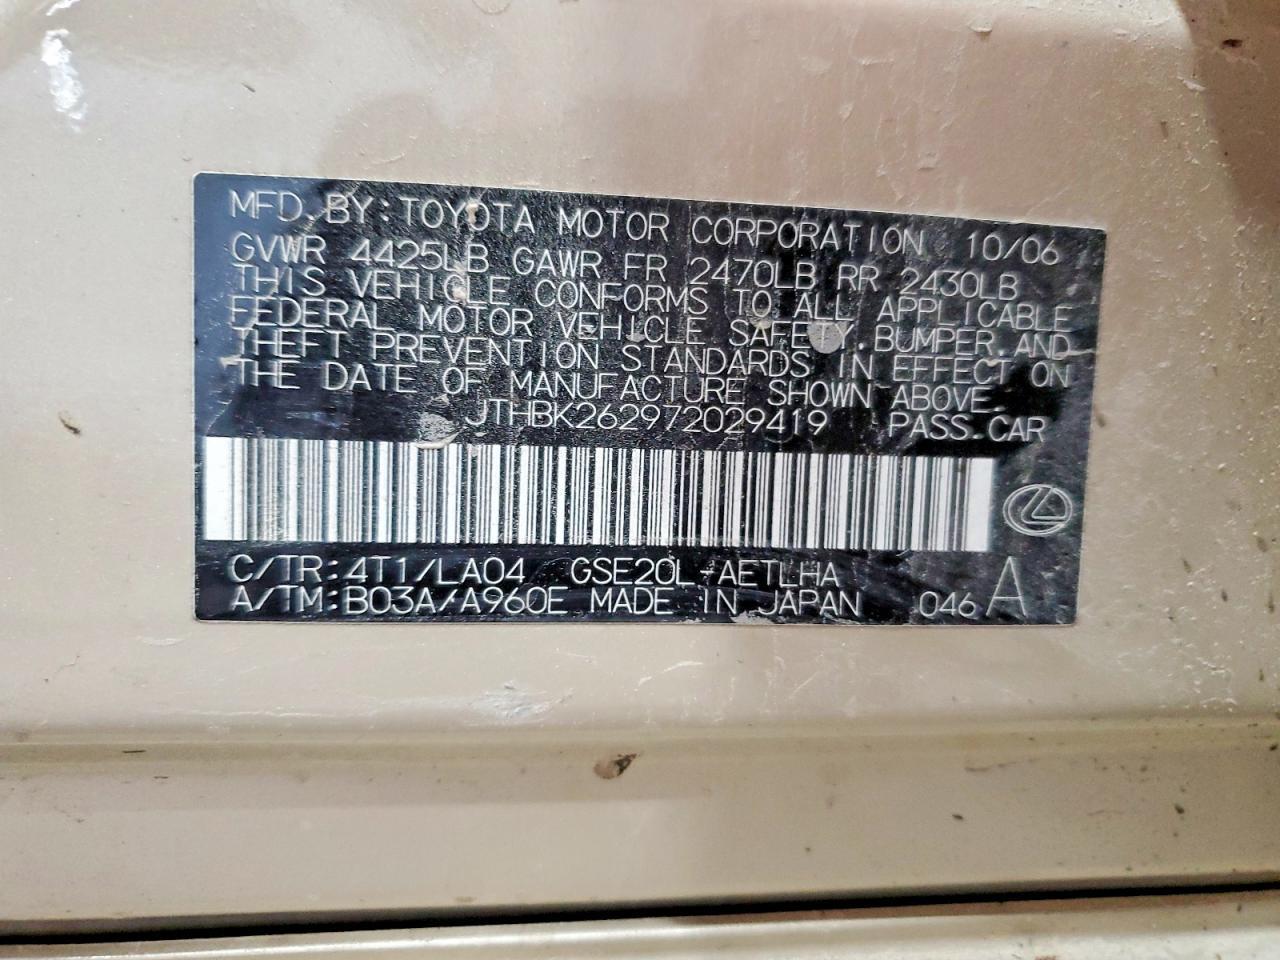 MFD. BY: TOYOTA MOTOR CORPORATION 10/06
GVWR 4425LB GAWR FR 2470LB RR 2430LB
THIS VEHICLE CONFORMS TO ALL APPLICABLE
FEDERAL MOTOR VEHICLE SAFETY, BUMPER, AND
THEFT PREVENTION STANDARDS IN EFFECT ON
THE DATE OF MANUFACTURE SHOWN ABOVE.
JTHBK262972029419 PASS. CAR
C/TR: 4T1/LA04 GSE20L-AETLHA
A/TM: B03A/A960E MADE IN JAPAN 046 A